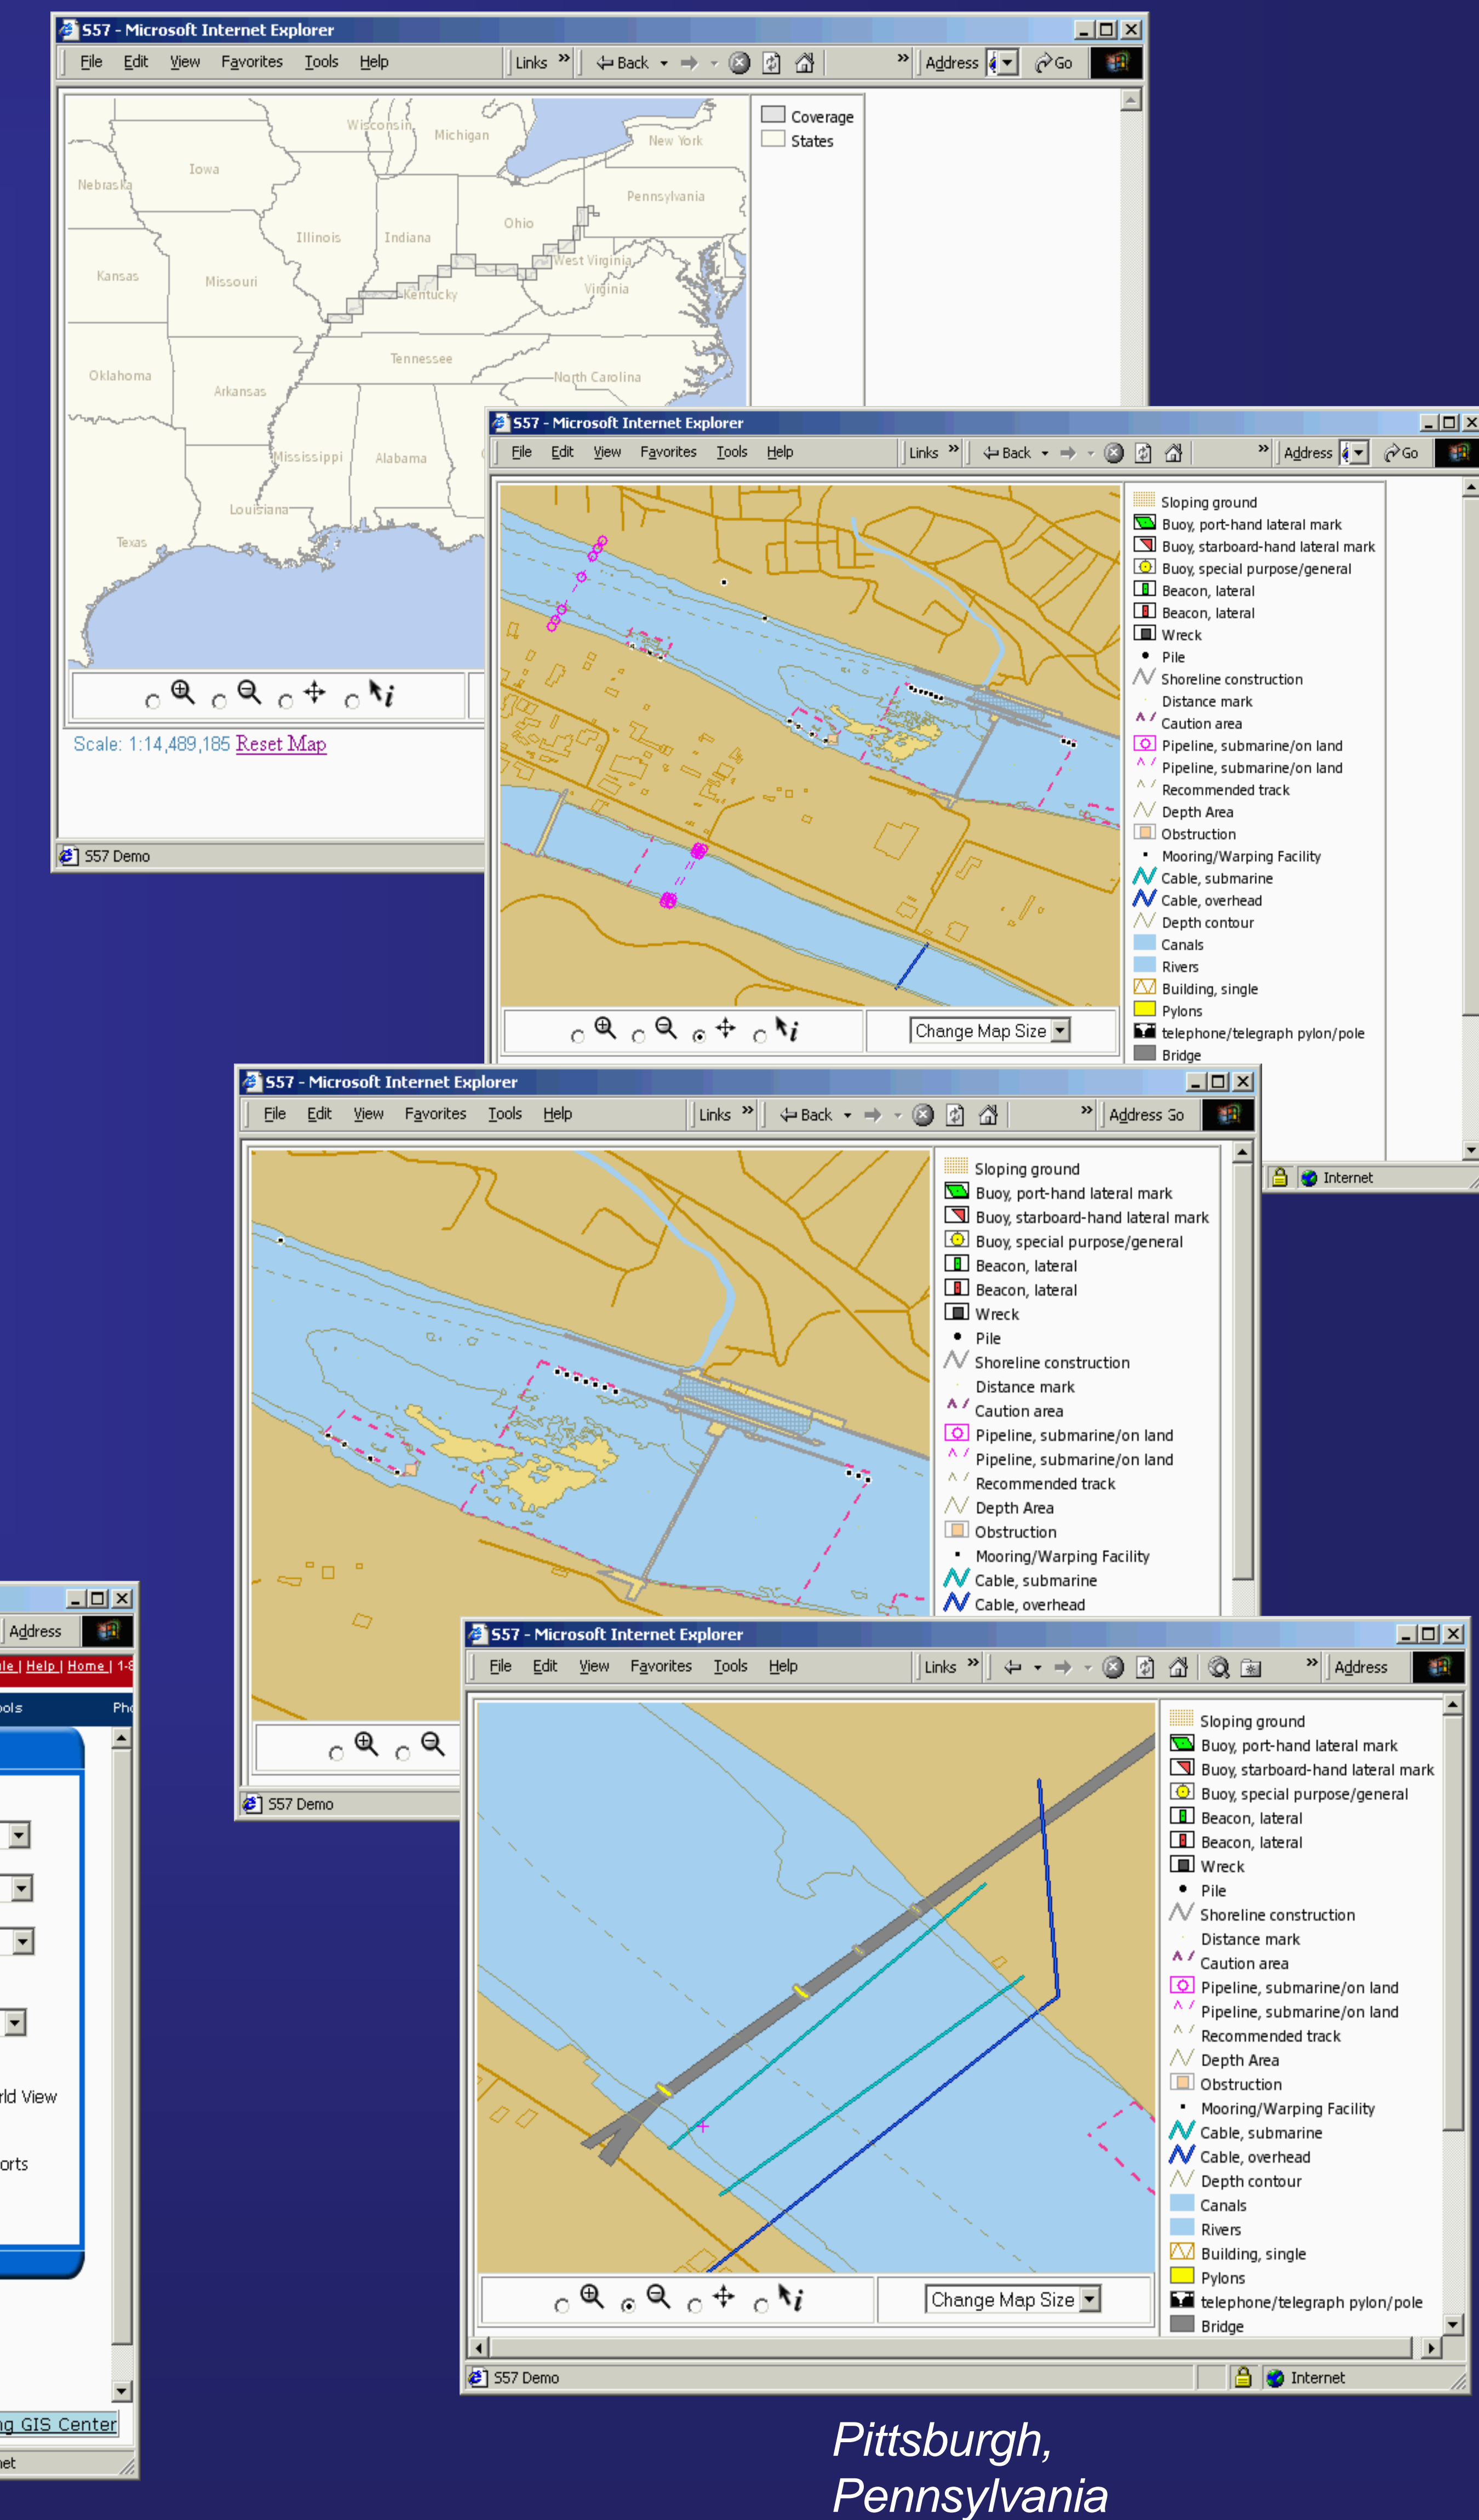 S57 - Microsoft Internet Explorer
File Edit View Favorites Tools Help Links » Back » Address Go
Wisconsin
Michigan
New York
Iowa
Nebraska
Pennsylvania
Ohio
Illinois
Indiana
West Virginia
Kansas
Missouri
Virginia
Kentucky
Tennessee
Oklahoma
North Carolina
Arkansas
Mississippi
Alabama
Louisiana
Texas
Coverage
States
Scale: 1:14,489,185 Reset Map
S57 Demo
S57 - Microsoft Internet Explorer
File Edit View Favorites Tools Help Links » Back » Address Go
Sloping ground
Buoy, port-hand lateral mark
Buoy, starboard-hand lateral mark
Buoy, special purpose/general
Beacon, lateral
Beacon, lateral
Wreck
Pile
Shoreline construction
Distance mark
Caution area
Pipeline, submarine/on land
Pipeline, submarine/on land
Recommended track
Depth Area
Obstruction
Mooring/Warping Facility
Cable, submarine
Cable, overhead
Depth contour
Canals
Rivers
Building, single
Pylons
telephone/telegraph pylon/pole
Bridge
Change Map Size
Internet
S57 - Microsoft Internet Explorer
File Edit View Favorites Tools Help Links » Back » Address Go
Sloping ground
Buoy, port-hand lateral mark
Buoy, starboard-hand lateral mark
Buoy, special purpose/general
Beacon, lateral
Beacon, lateral
Wreck
Pile
Shoreline construction
Distance mark
Caution area
Pipeline, submarine/on land
Pipeline, submarine/on land
Recommended track
Depth Area
Obstruction
Mooring/Warping Facility
Cable, submarine
Cable, overhead
S57 Demo
Address
Help | Home | 1-8
World View
GIS Center
S57 - Microsoft Internet Explorer
File Edit View Favorites Tools Help Links » » Address
Sloping ground
Buoy, port-hand lateral mark
Buoy, starboard-hand lateral mark
Buoy, special purpose/general
Beacon, lateral
Beacon, lateral
Wreck
Pile
Shoreline construction
Distance mark
Caution area
Pipeline, submarine/on land
Pipeline, submarine/on land
Recommended track
Depth Area
Obstruction
Mooring/Warping Facility
Cable, submarine
Cable, overhead
Depth contour
Canals
Rivers
Building, single
Pylons
telephone/telegraph pylon/pole
Bridge
Change Map Size
S57 Demo Internet
Pittsburgh,
Pennsylvania